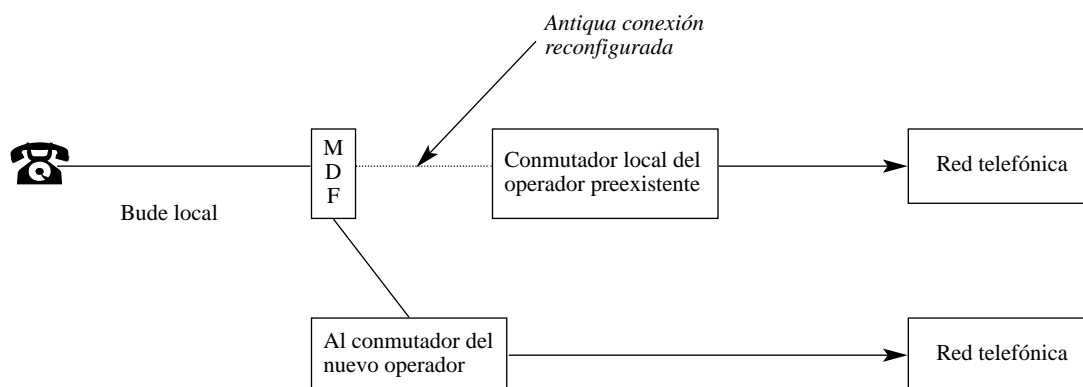 Antiqua conexión
reconfigurada
M
D
F
Conmutador local del
operador preexistente
Red telefónica
Bude local
Al conmutador del
nuevo operador
Red telefónica